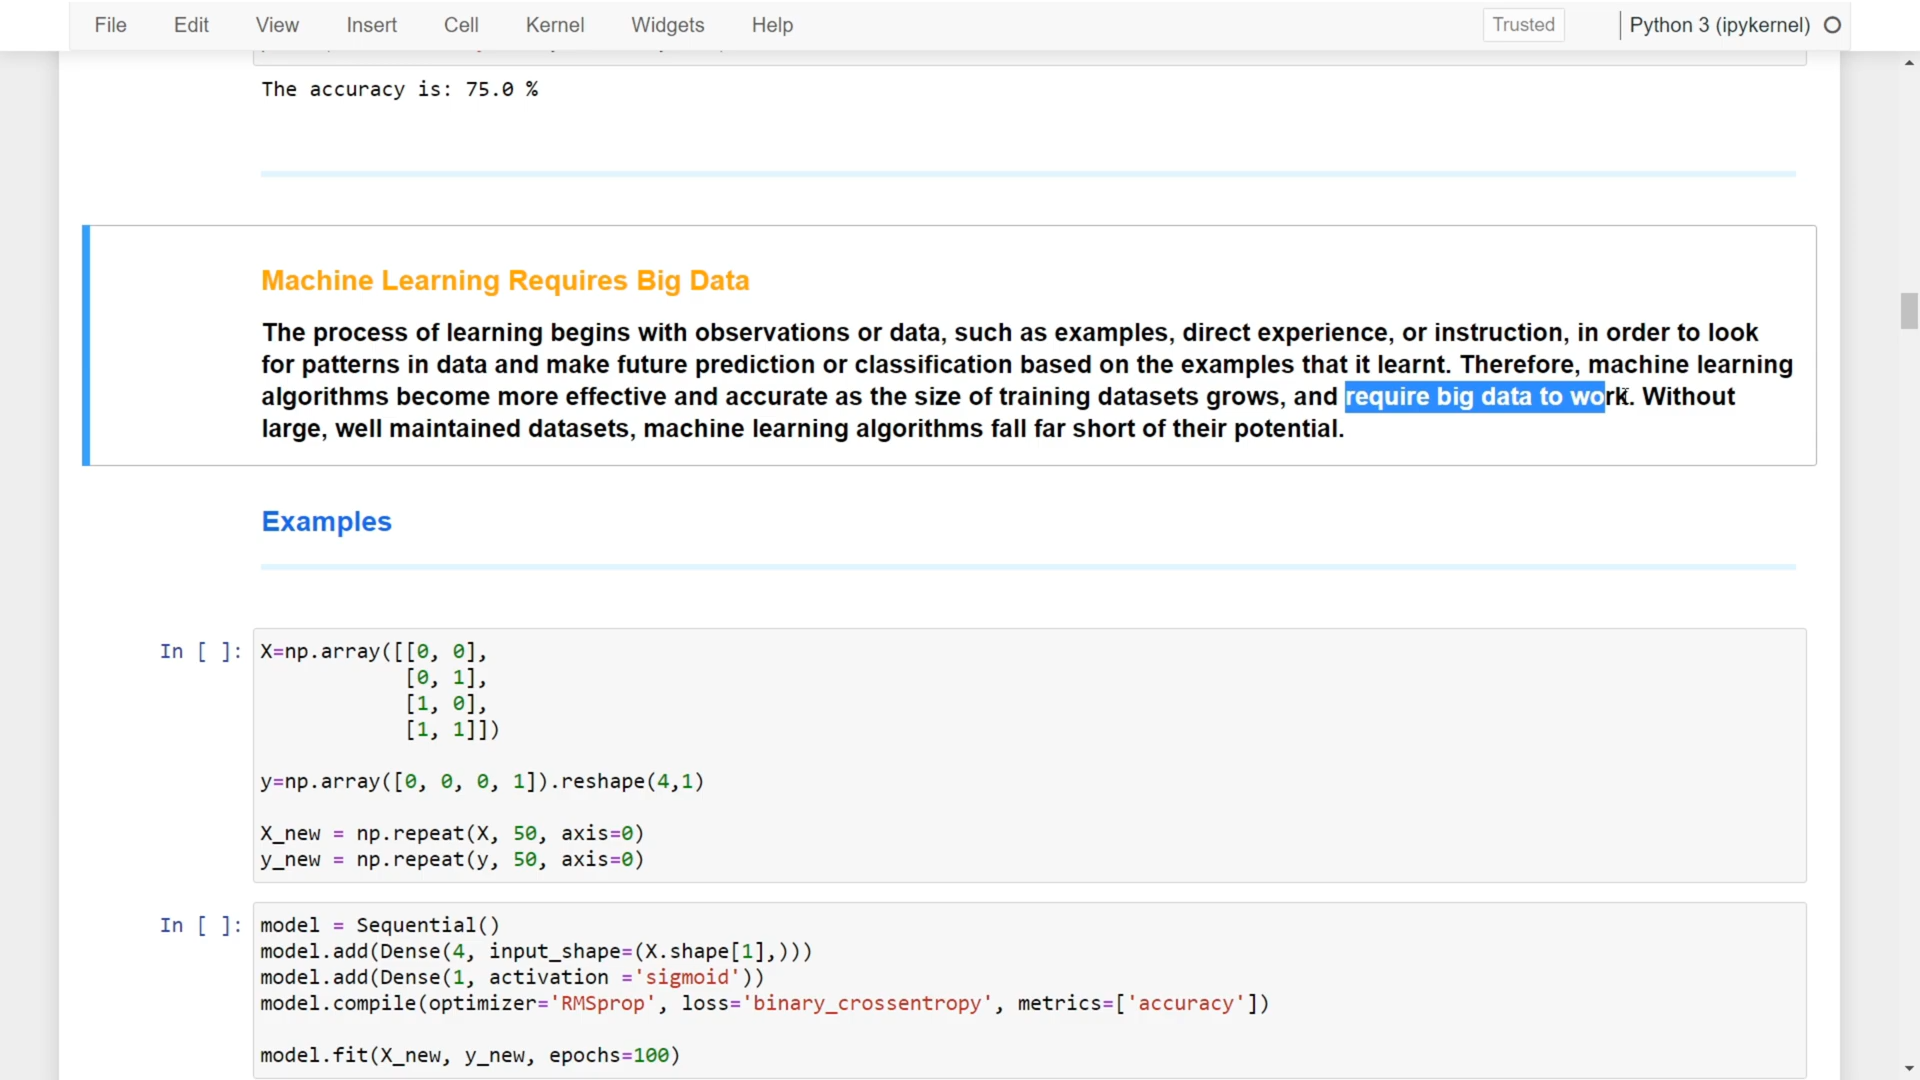 File Edit View Insert Cell Kernel Widgets Help Trusted Python 3 (ipykernel)
The accuracy is: 75.0 %
Machine Learning Requires Big Data
The process of learning begins with observations or data, such as examples, direct experience, or instruction, in order to look
for patterns in data and make future prediction or classification based on the examples that it learnt. Therefore, machine learning
algorithms become more effective and accurate as the size of training datasets grows, and require big data to work. Without
large, well maintained datasets, machine learning algorithms fall far short of their potential.
Examples
In [ ]: X=np.array([[0, 0],
[0, 1],
[1, 0],
[1, 1]])
y=np.array([0, 0, 0, 1]).reshape(4,1)
X_new = np.repeat(X, 50, axis=0)
y_new = np.repeat(y, 50, axis=0)
In [ ]: model = Sequential()
model.add(Dense(4, input_shape=(X.shape[1],)))
model.add(Dense(1, activation ='sigmoid'))
model.compile(optimizer='RMSprop', loss='binary_crossentropy', metrics=['accuracy'])
model.fit(X_new, y_new, epochs=100)